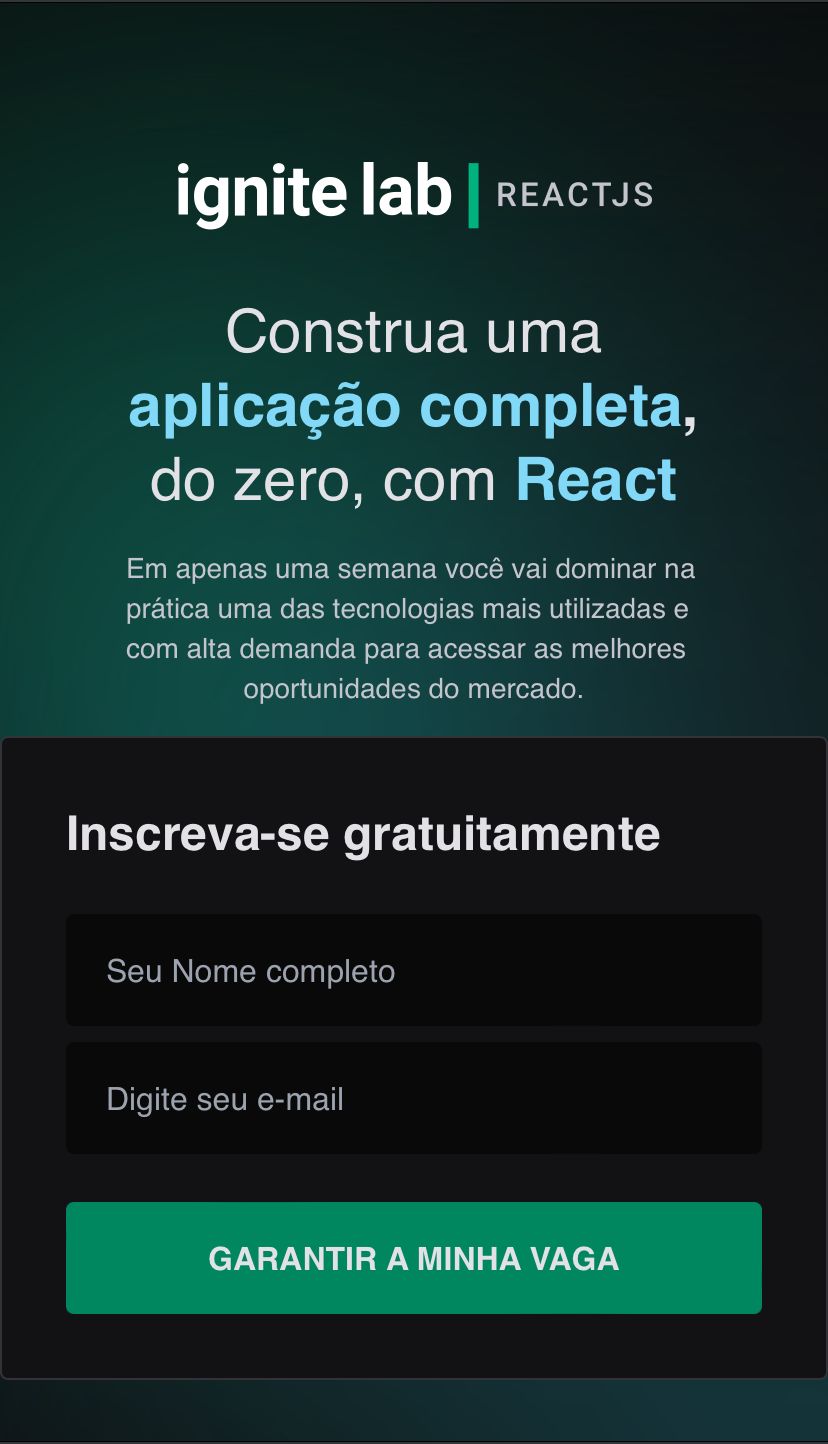 ignite lab | REACTJS
Construa uma
aplicação completa,
do zero, com React
Em apenas uma semana você vai dominar na
prática uma das tecnologias mais utilizadas e
com alta demanda para acessar as melhores
oportunidades do mercado.
Inscreva-se gratuitamente
Seu Nome completo
Digite seu e-mail
GARANTIR A MINHA VAGA